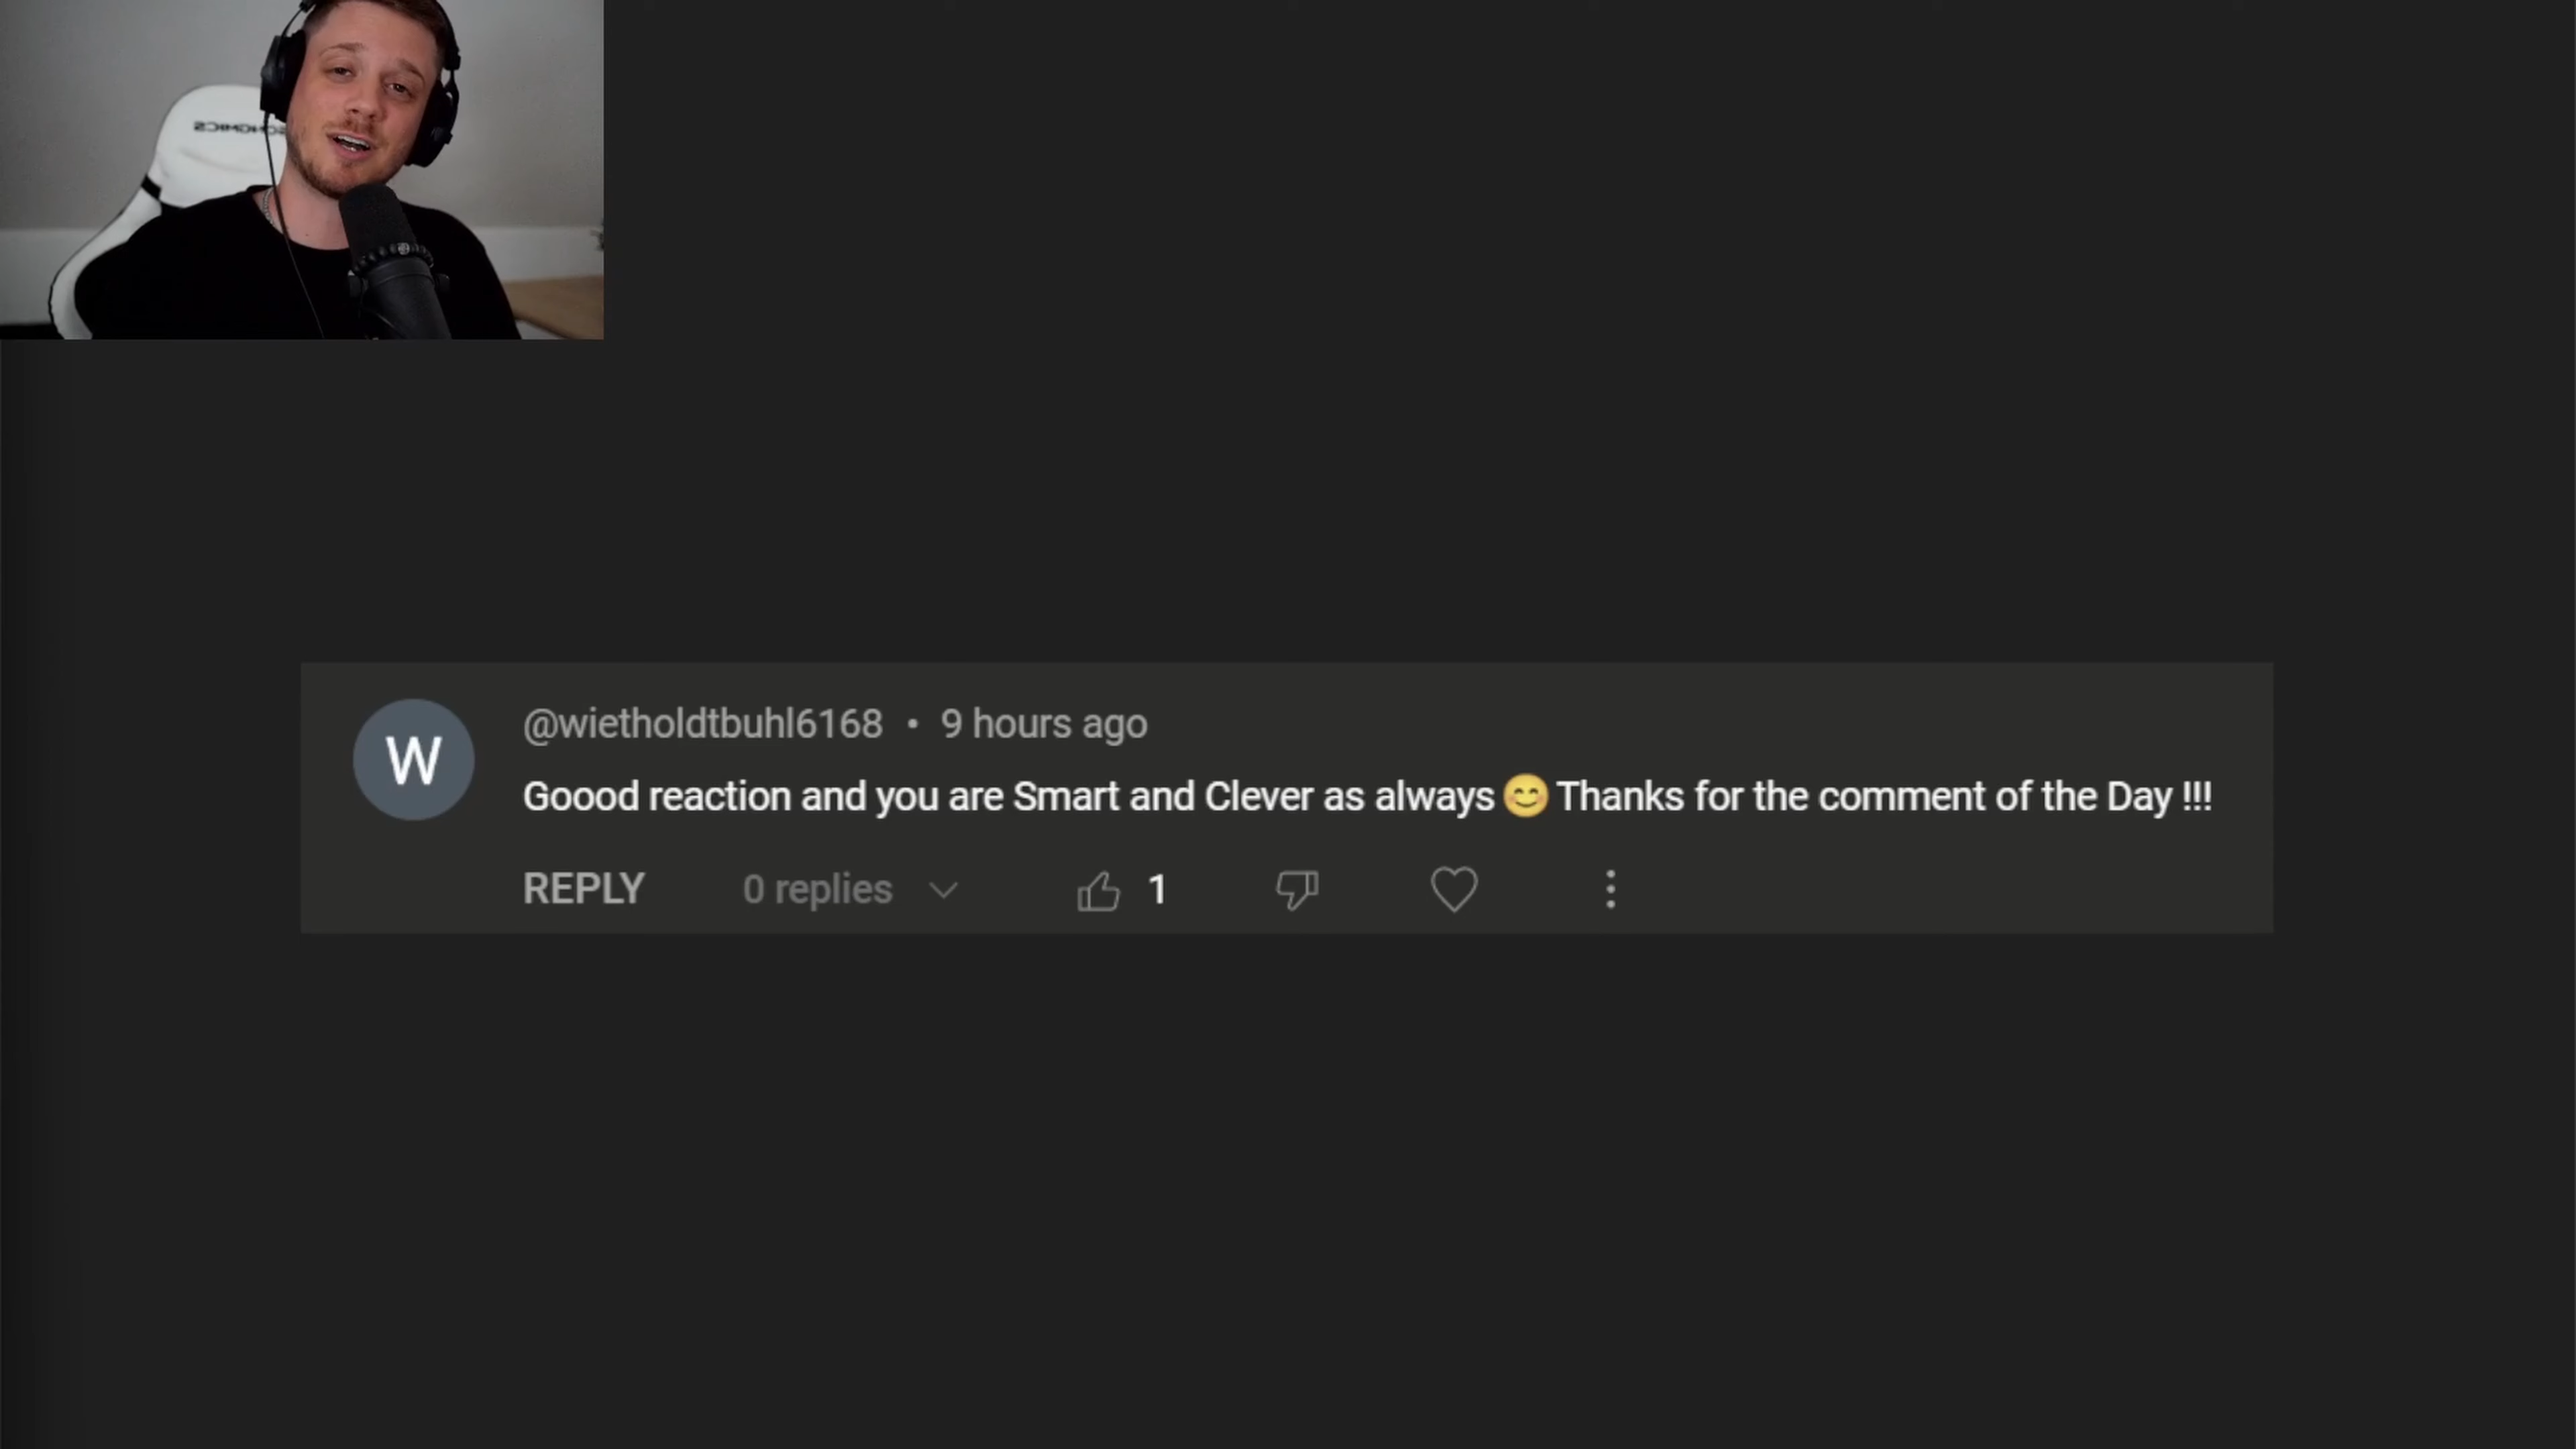 W
@wietholdtbuhl6168 • 9 hours ago
Goood reaction and you are Smart and Clever as always 😊 Thanks for the comment of the Day !!!
REPLY 0 replies 1